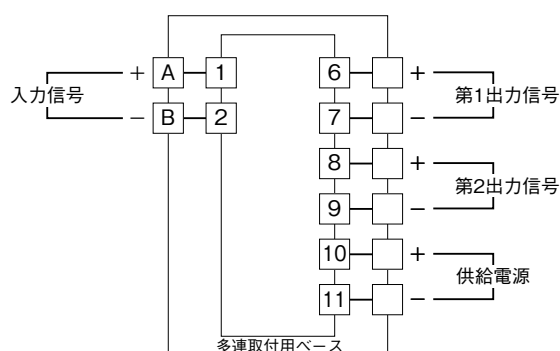 + A 1 6 +
入力信号 第1出力信号
− B 2 7 −
8 +
第2出力信号
9 −
10 +
供給電源
11 −
多連取付用ベース